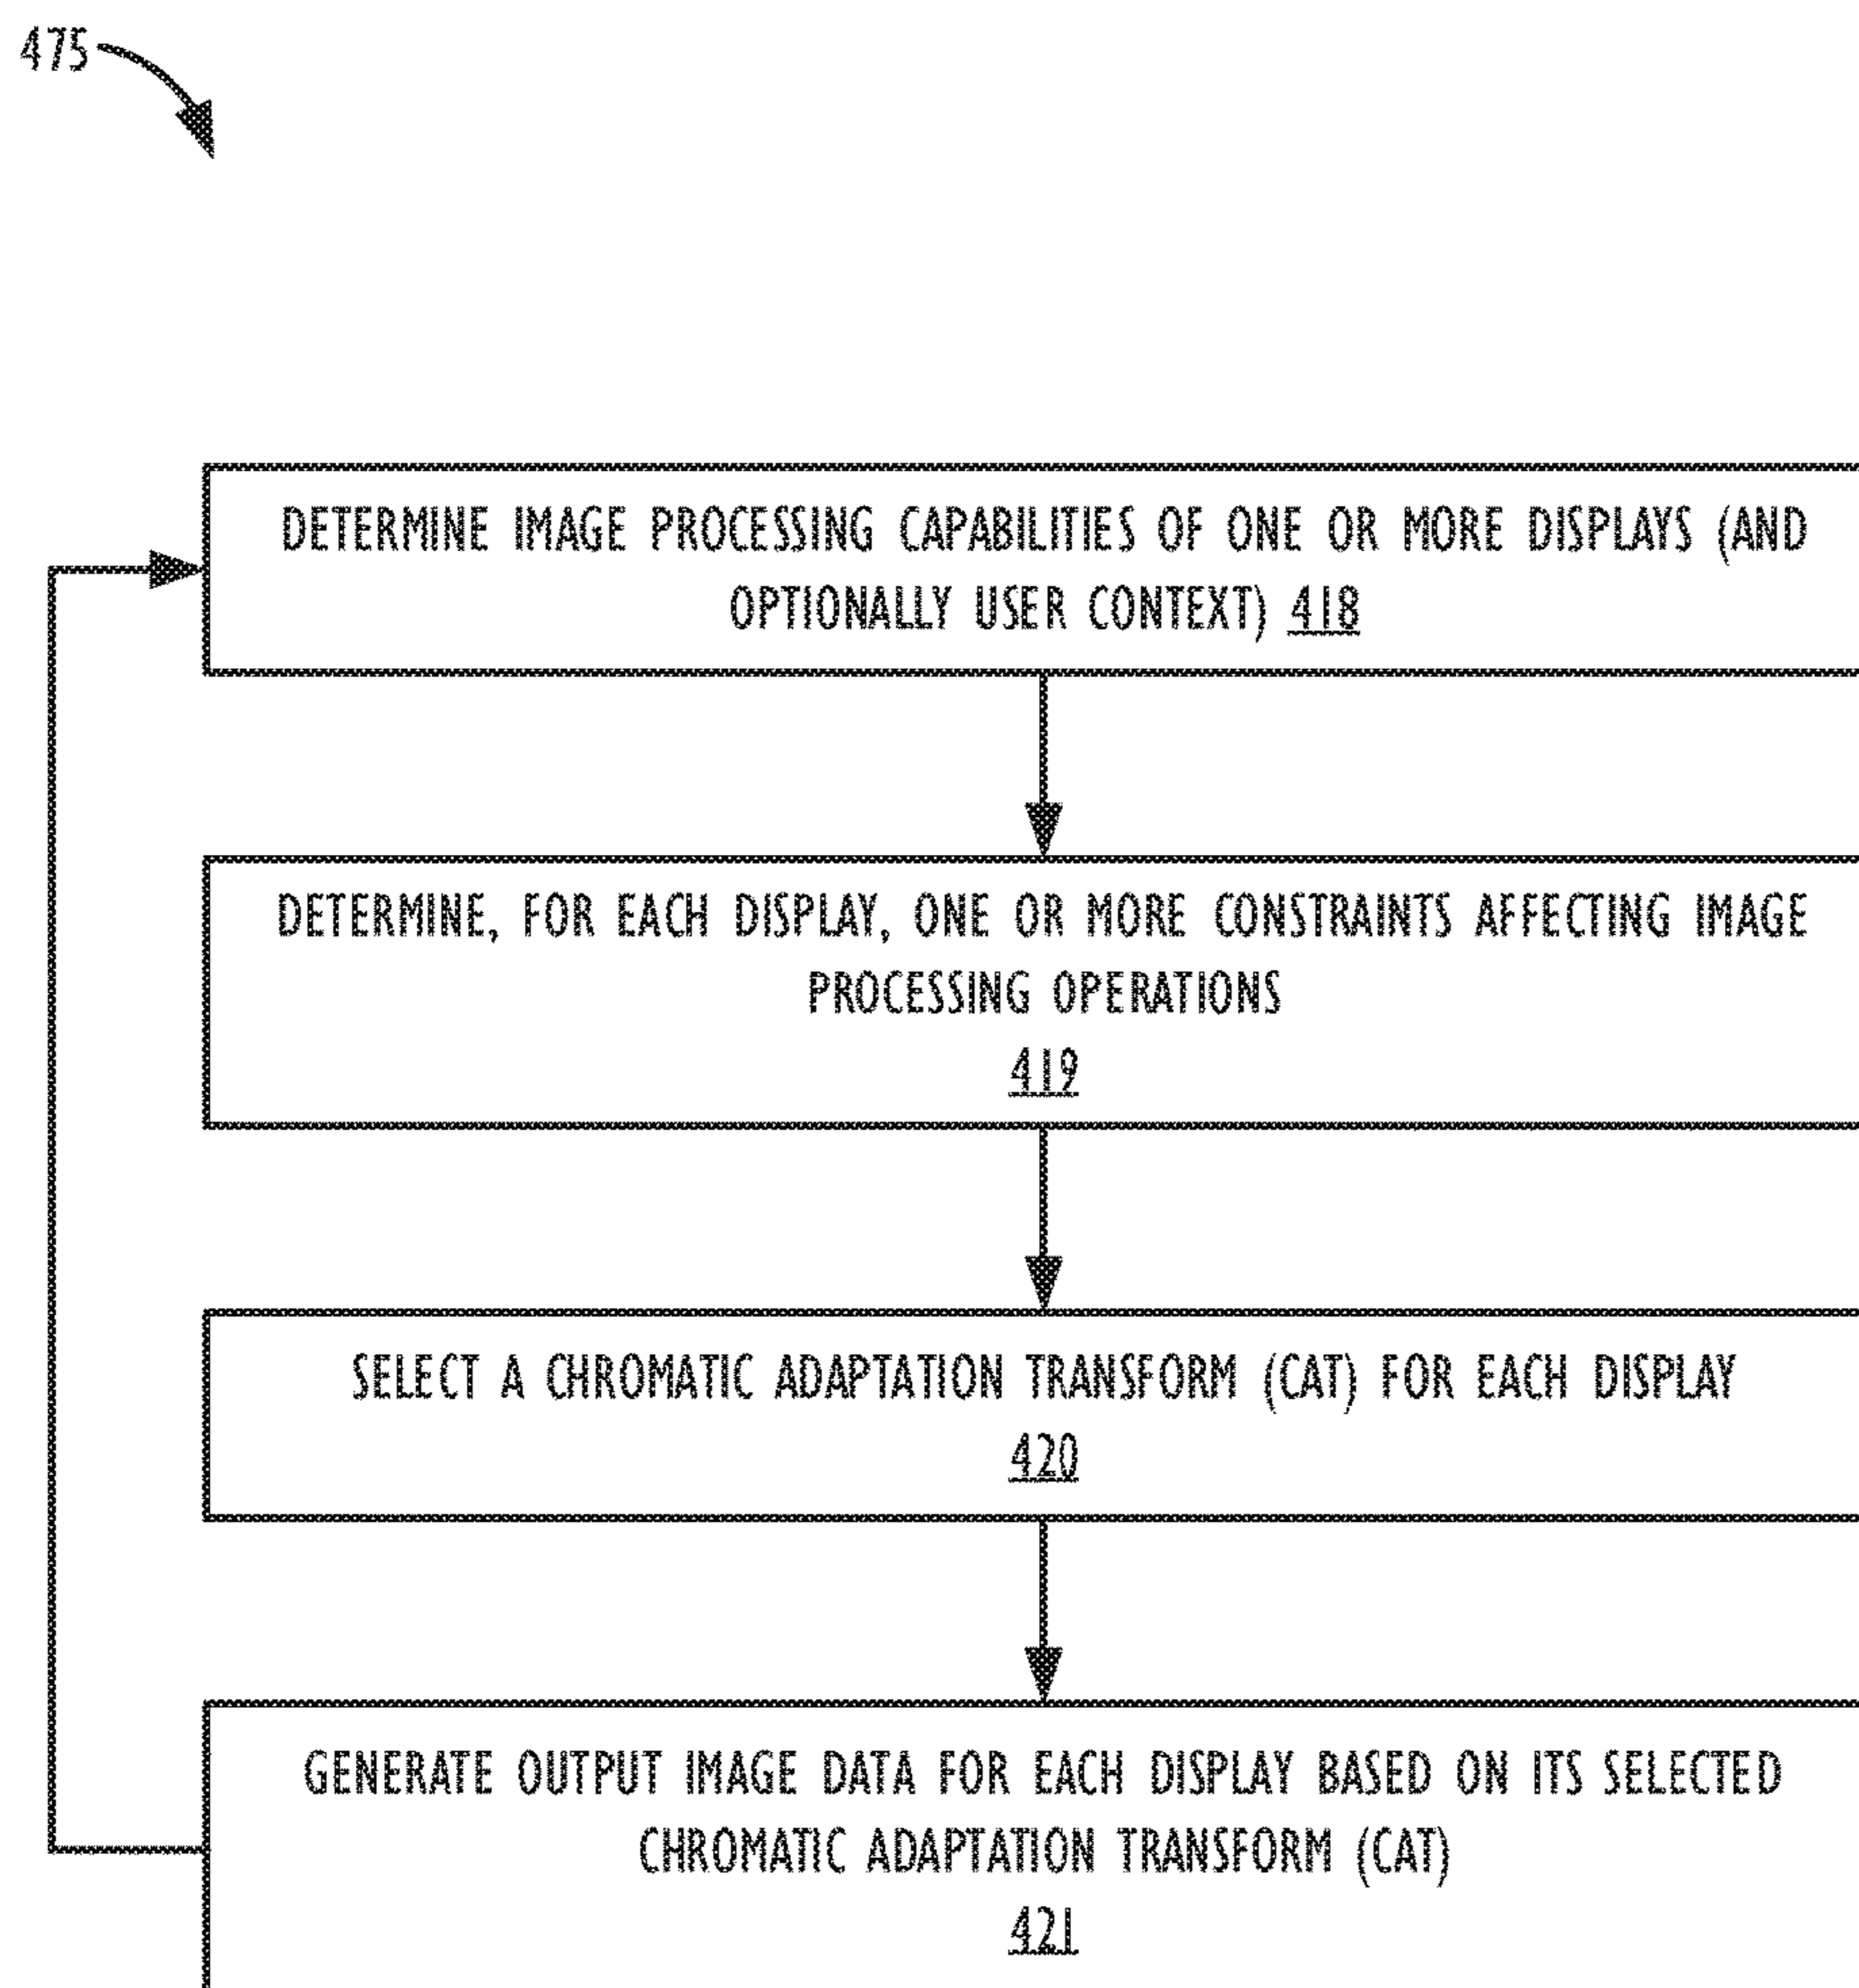 475
DETERMINE IMAGE PROCESSING CAPABILITIES OF ONE OR MORE DISPLAYS (AND
OPTIONALLY USER CONTEXT) 418
DETERMINE, FOR EACH DISPLAY, ONE OR MORE CONSTRAINTS AFFECTING IMAGE
PROCESSING OPERATIONS
419
SELECT A CHROMATIC ADAPTATION TRANSFORM (CAT) FOR EACH DISPLAY
420
GENERATE OUTPUT IMAGE DATA FOR EACH DISPLAY BASED ON ITS SELECTED
CHROMATIC ADAPTATION TRANSFORM (CAT)
421